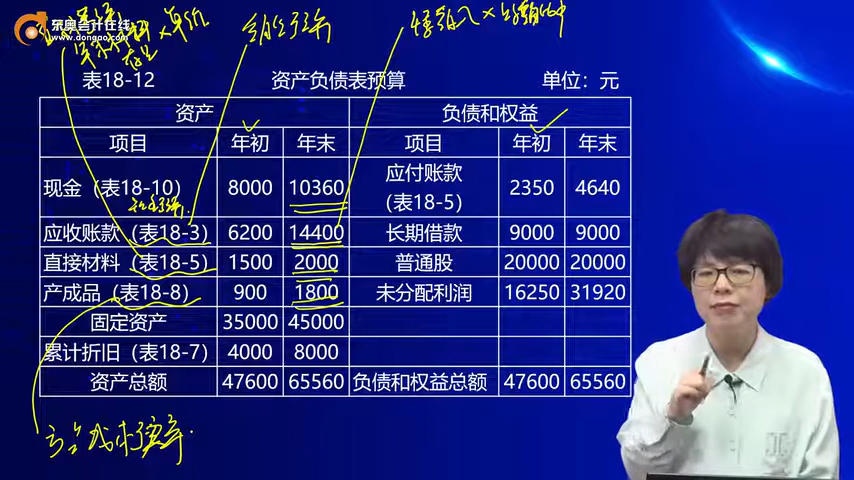 东奥会计在线
www.dongao.com
×单价
表18-12 资产负债表预算 单位：元
资产 负债和权益
项目 年初 年末 项目 年初 年末
现金（表18-10） 8000 10360 应付账款（表18-5） 2350 4640
应收账款（表18-3） 6200 14400 长期借款 9000 9000
直接材料（表18-5） 1500 2000 普通股 20000 20000
产成品（表18-8） 900 1800 未分配利润 16250 31920
固定资产 35000 45000
累计折旧（表18-7） 4000 8000
资产总额 47600 65560 负债和权益总额 47600 65560